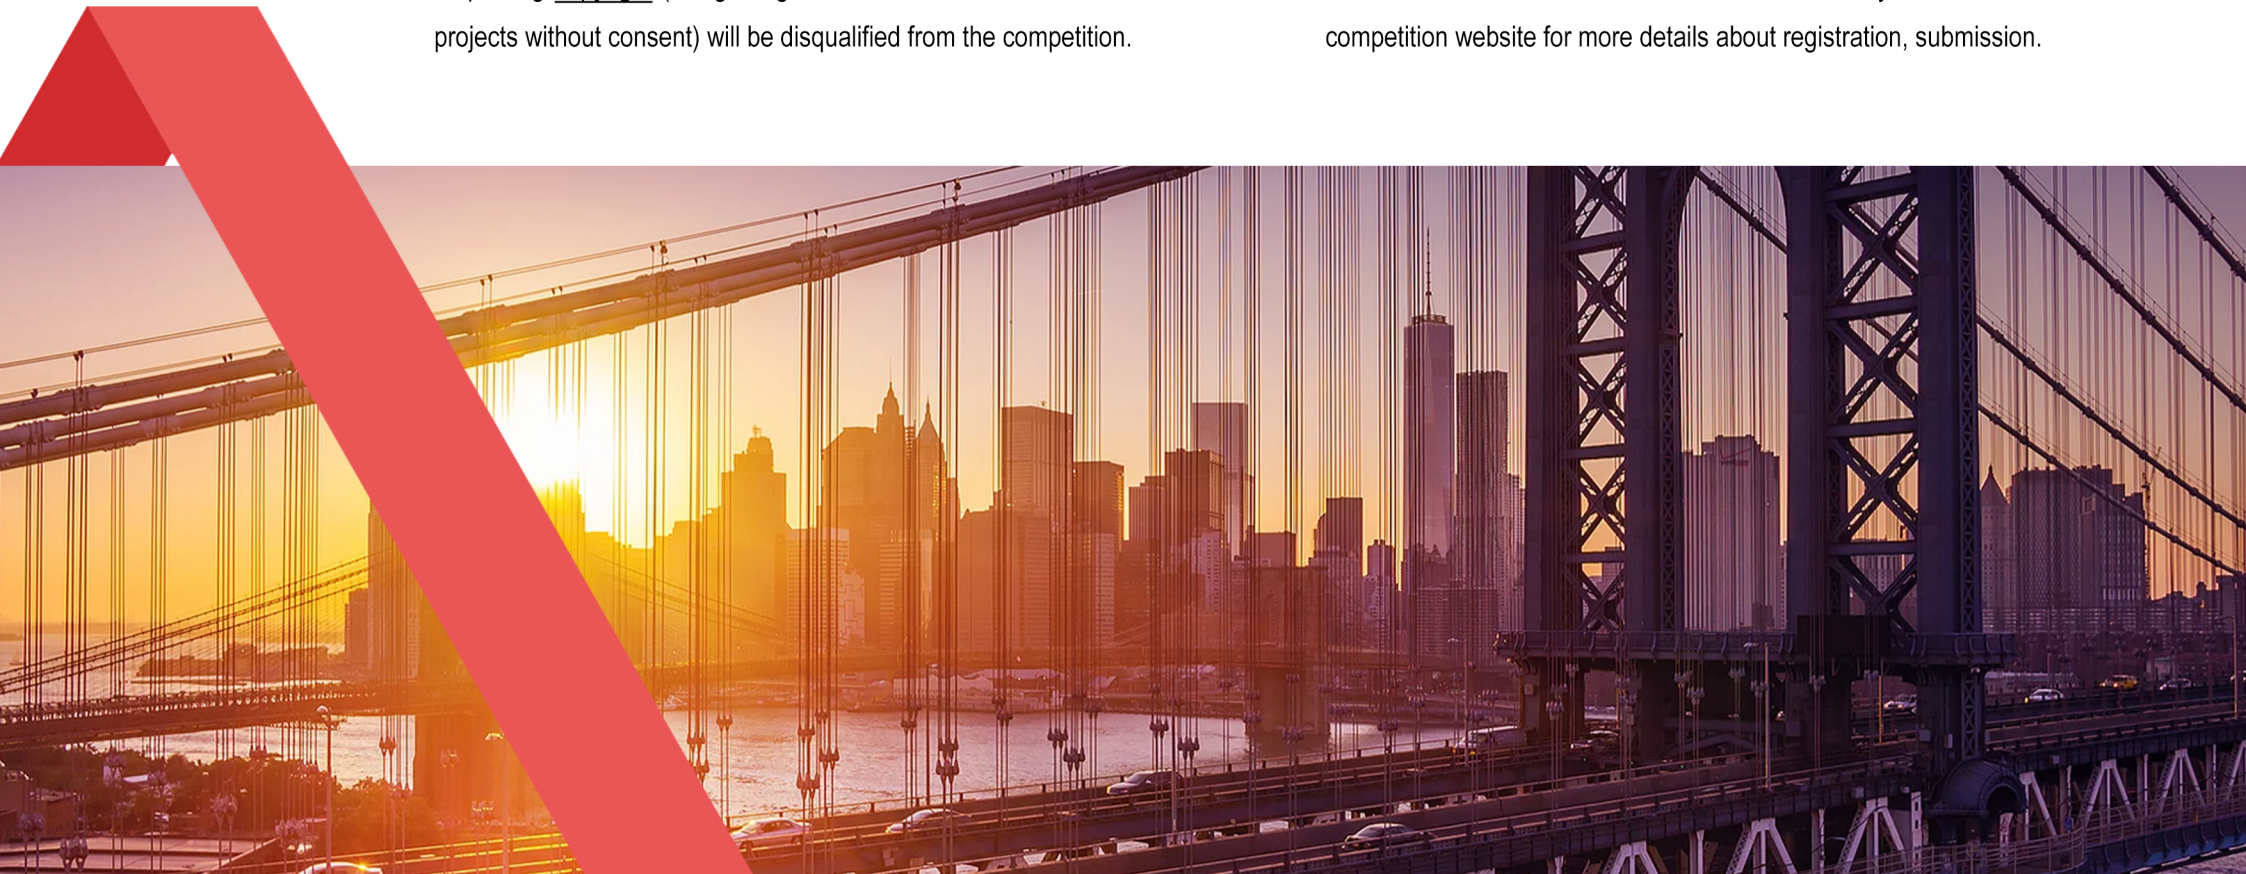 projects without consent) will be disqualified from the competition.
competition website for more details about registration, submission.